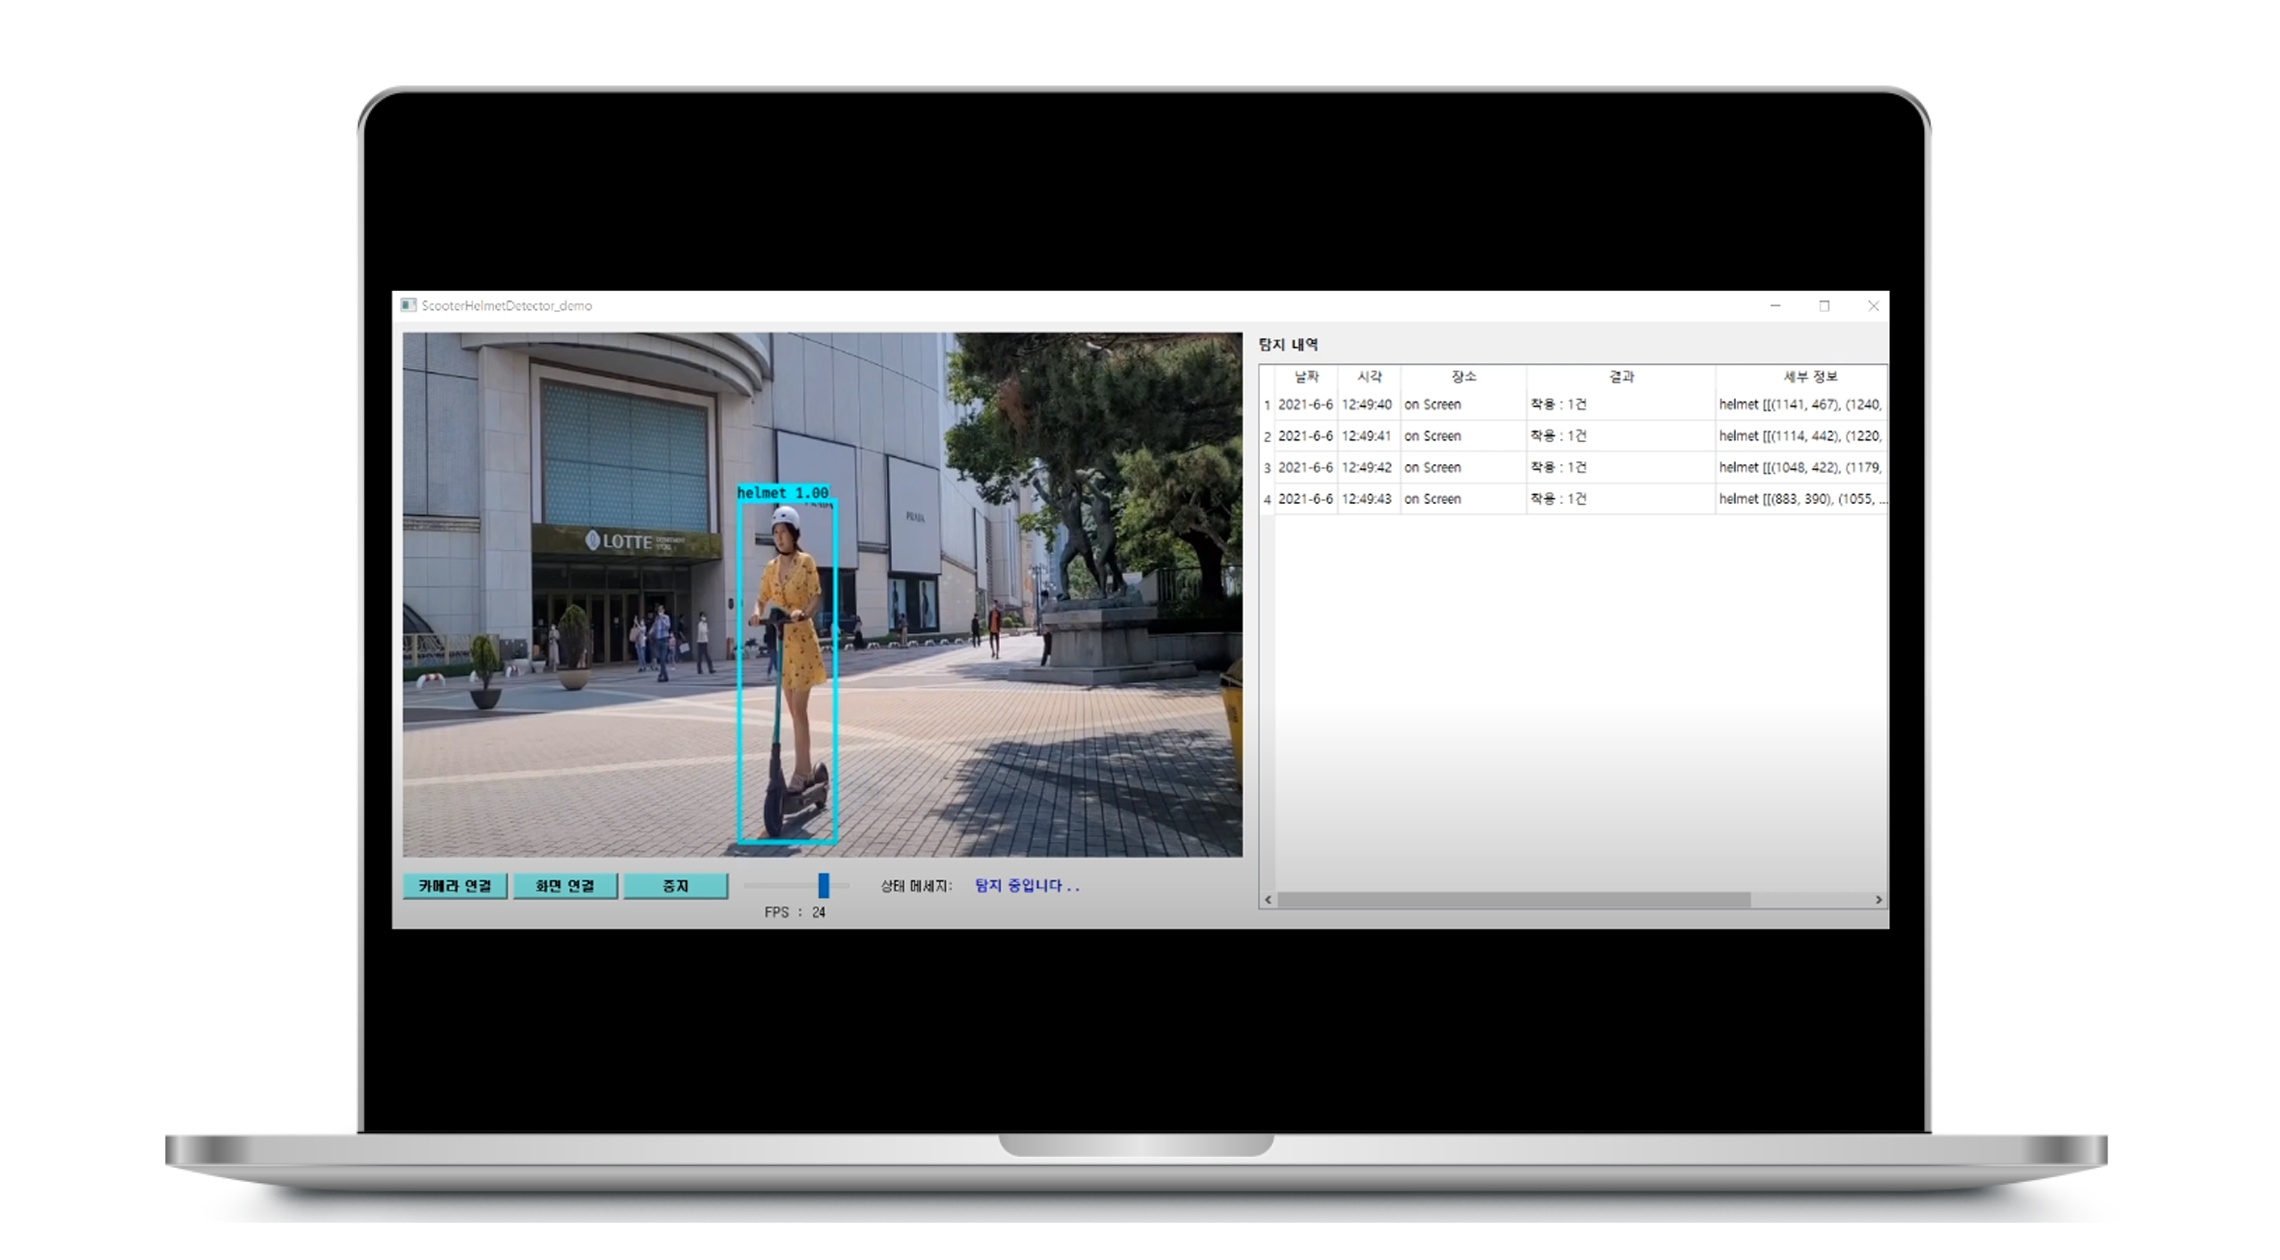 ScooterHelmetDetector_demo
helmet 1.00
PRADA
LOTTE DEPARTMENT STORE
카메라 연결 화면 연결 중지
FPS : 24
상태 메세지: 탐지 중입니다 . .
탐지 내역
날짜 시각 장소 결과 세부 정보
1 2021-6-6 12:49:40 on Screen 착용 : 1건 helmet [[(1141, 467), (1240,
2 2021-6-6 12:49:41 on Screen 착용 : 1건 helmet [[(1114, 442), (1220,
3 2021-6-6 12:49:42 on Screen 착용 : 1건 helmet [[(1048, 422), (1179,
4 2021-6-6 12:49:43 on Screen 착용 : 1건 helmet [[(883, 390), (1055, ...